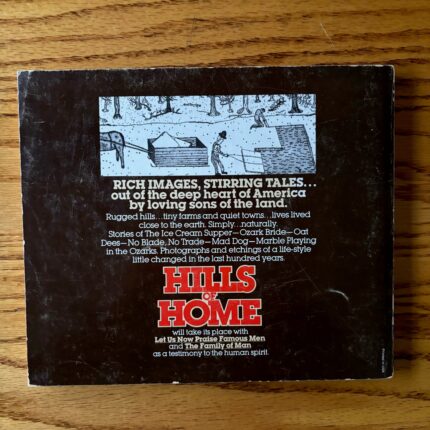 RICH IMAGES, STIRRING TALES...
out of the deep heart of America
by loving sons of the land.
Rugged hills...tiny farms and quiet towns...lives lived
close to the earth. Simply...naturally.
Stories of The Ice Cream Supper—Ozark Bride—Oat
Dees—No Blade, No Trade—Mad Dog—Marble Playing
in the Ozarks. Photographs and etchings of a life-style
little changed in the last hundred years.
HILLS
OF
HOME
will take its place with
Let Us Now Praise Famous Men
and The Family of Man
as a testimony to the human spirit.